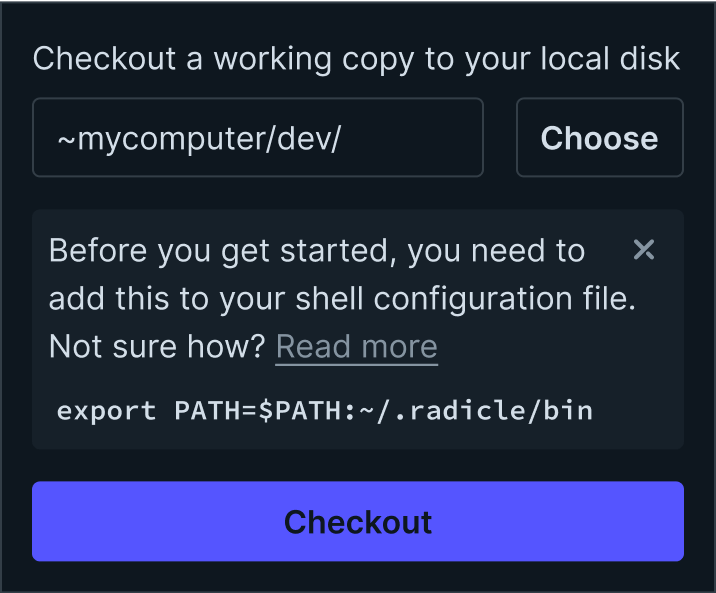 Checkout a working copy to your local disk
~mycomputer/dev/
Choose
Before you get started, you need to
add this to your shell configuration file.
Not sure how? Read more
export PATH=$PATH:~/.radicle/bin
Checkout